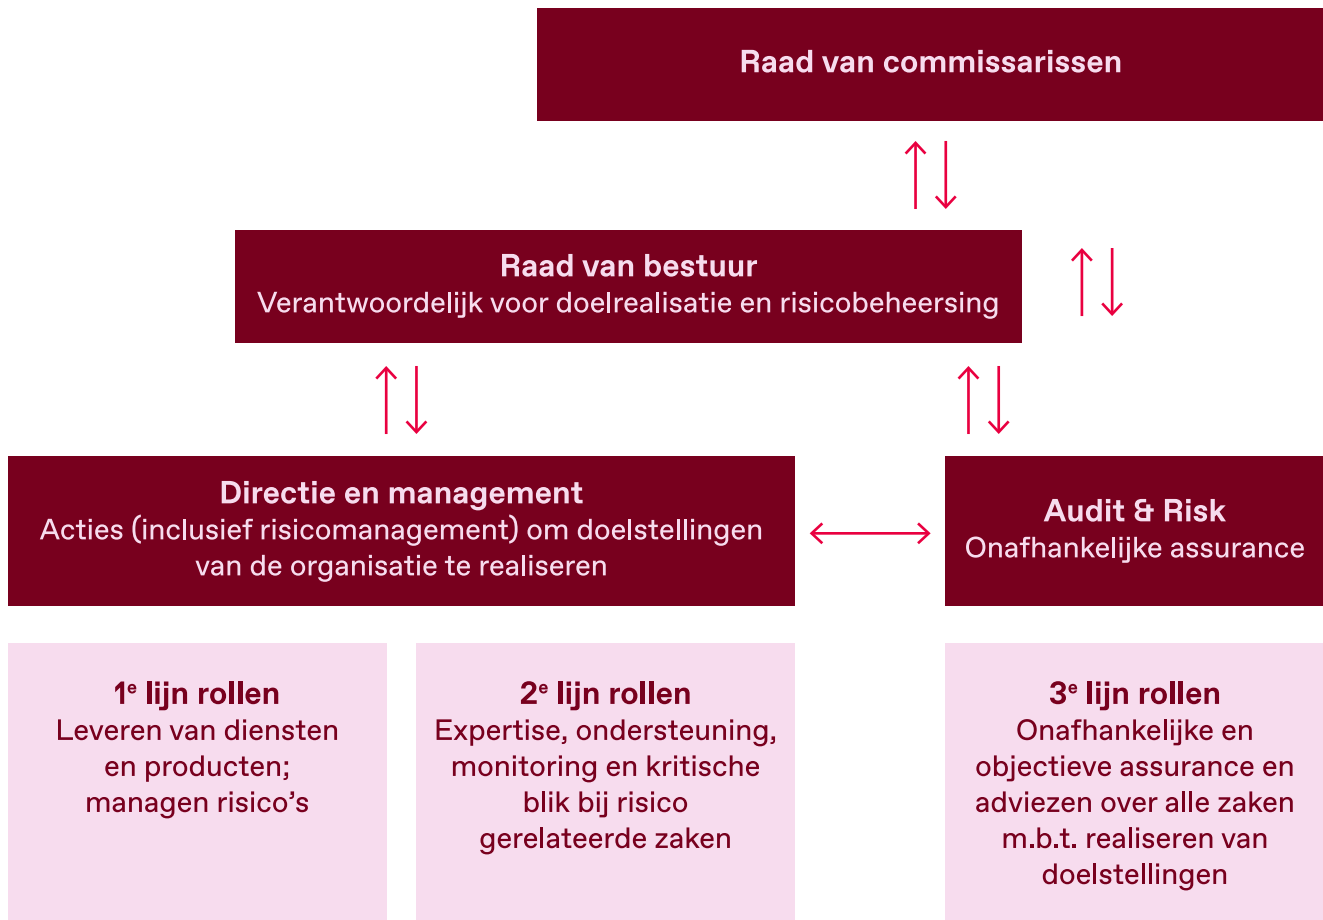 Raad van commissarissen
Raad van bestuur
Verantwoordelijk voor doelrealisatie en risicobeheersing
Directie en management
Acties (inclusief risicomanagement) om doelstellingen
van de organisatie te realiseren
Audit & Risk
Onafhankelijke assurance
1e lijn rollen
Leveren van diensten
en producten;
managen risico’s
2e lijn rollen
Expertise, ondersteuning,
monitoring en kritische
blik bij risico
gerelateerde zaken
3e lijn rollen
Onafhankelijke en
objectieve assurance en
adviezen over alle zaken
m.b.t. realiseren van
doelstellingen